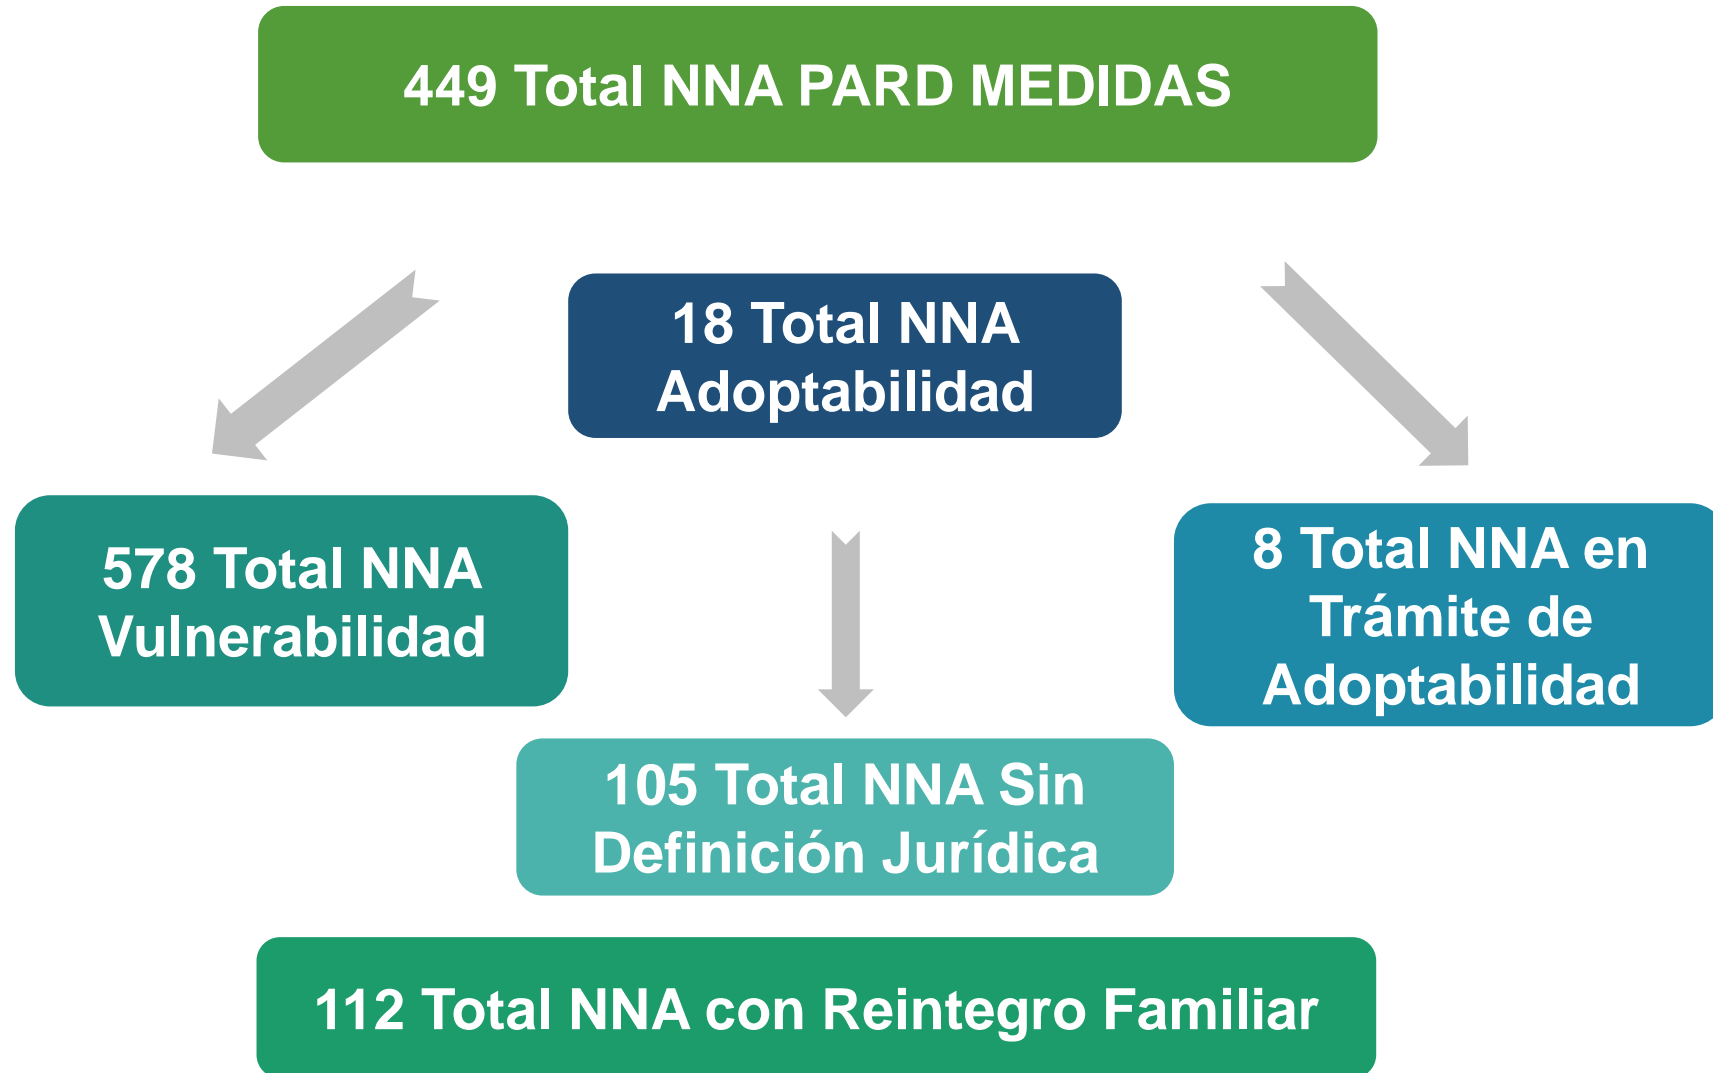 449 Total NNA PARD MEDIDAS
18 Total NNA
Adoptabilidad
578 Total NNA
Vulnerabilidad
8 Total NNA en
Trámite de
Adoptabilidad
105 Total NNA Sin
Definición Jurídica
112 Total NNA con Reintegro Familiar